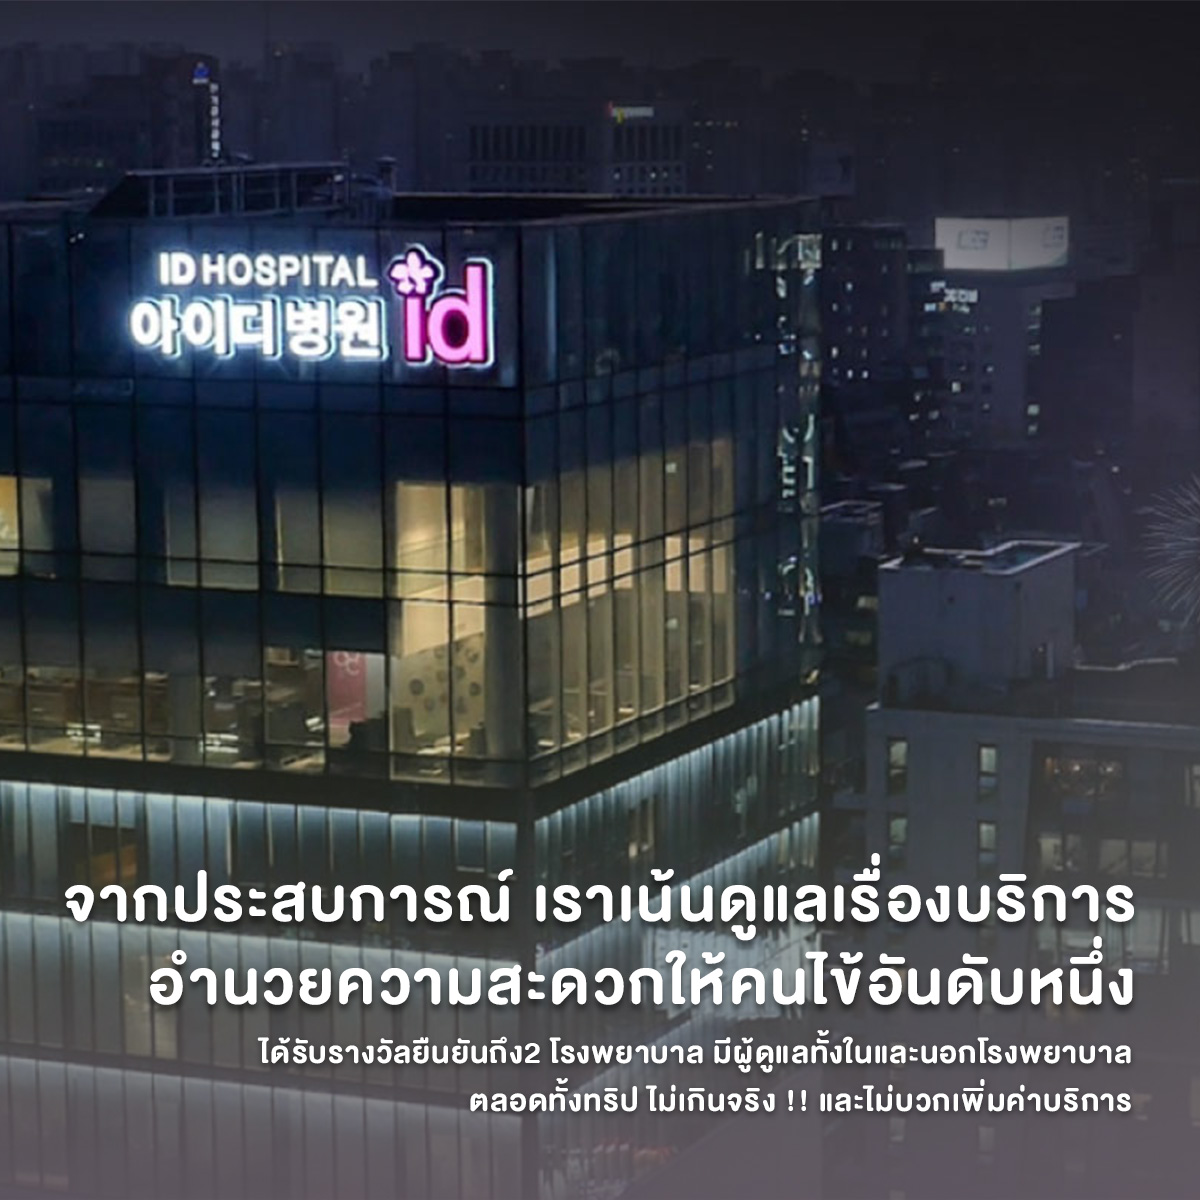 ID HOSPITAL
아이디병원
id
จากประสบการณ์ เราเน้นดูแลเรื่องบริการ
อำนวยความสะดวกให้คนไข้อันดับหนึ่ง
ได้รับรางวัลยืนยันถึง2 โรงพยาบาล มีผู้ดูแลทั้งในและนอกโรงพยาบาล
ตลอดทั้งทริป ไม่เกินจริง !! และไม่บวกเพิ่มค่าบริการ